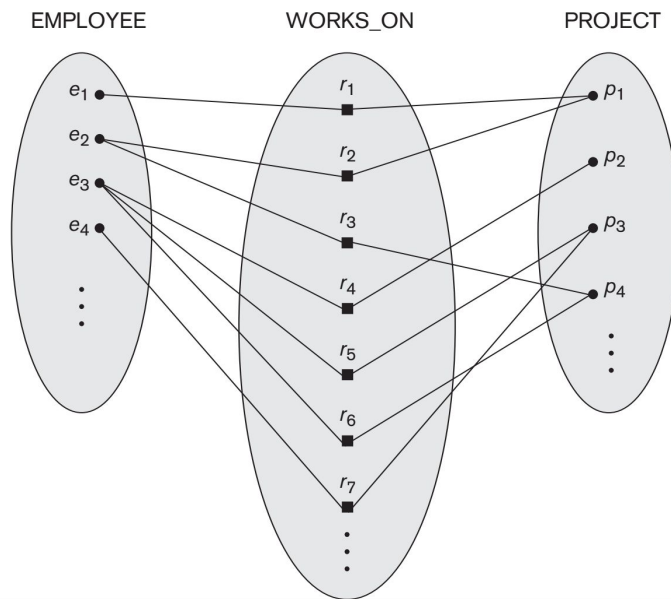 EMPLOYEE WORKS_ON PROJECT
e1
e2
e3
e4
r1
r2
r3
r4
r5
r6
r7
p1
p2
p3
p4